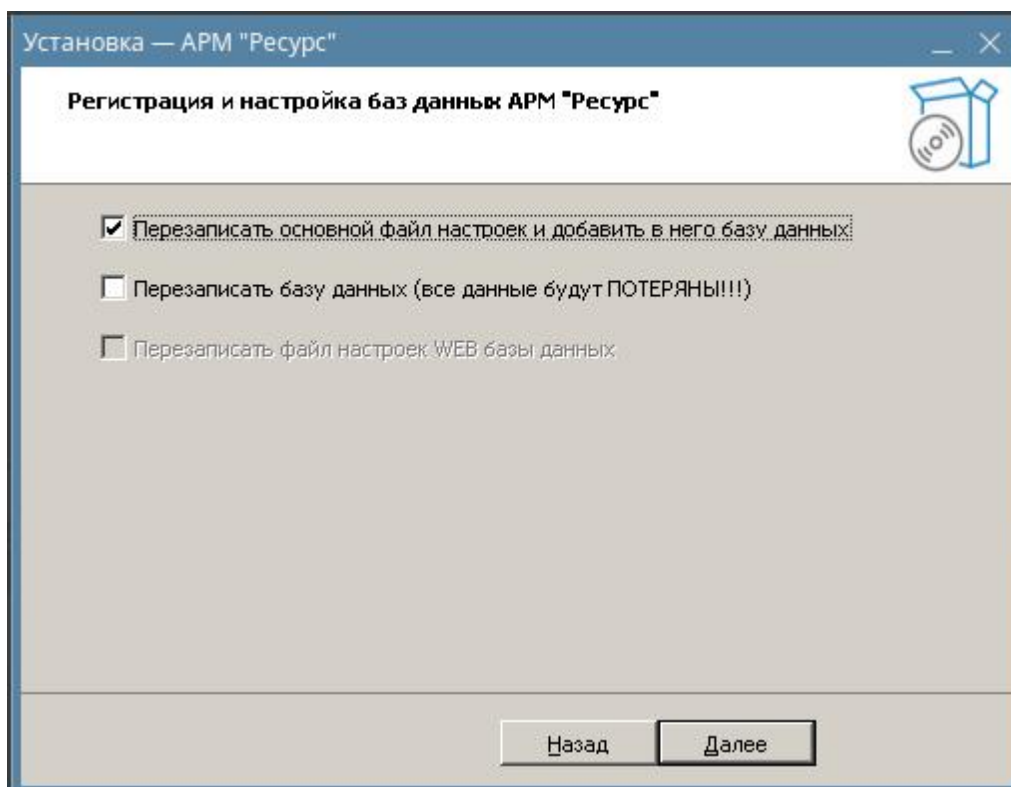 Установка — АРМ "Ресурс"
Регистрация и настройка баз данных АРМ "Ресурс"
Перезаписать основной файл настроек и добавить в него базу данных
Перезаписать базу данных (все данные будут ПОТЕРЯНЫ!!!)
Перезаписать файл настроек WEB базы данных
Назад Далее